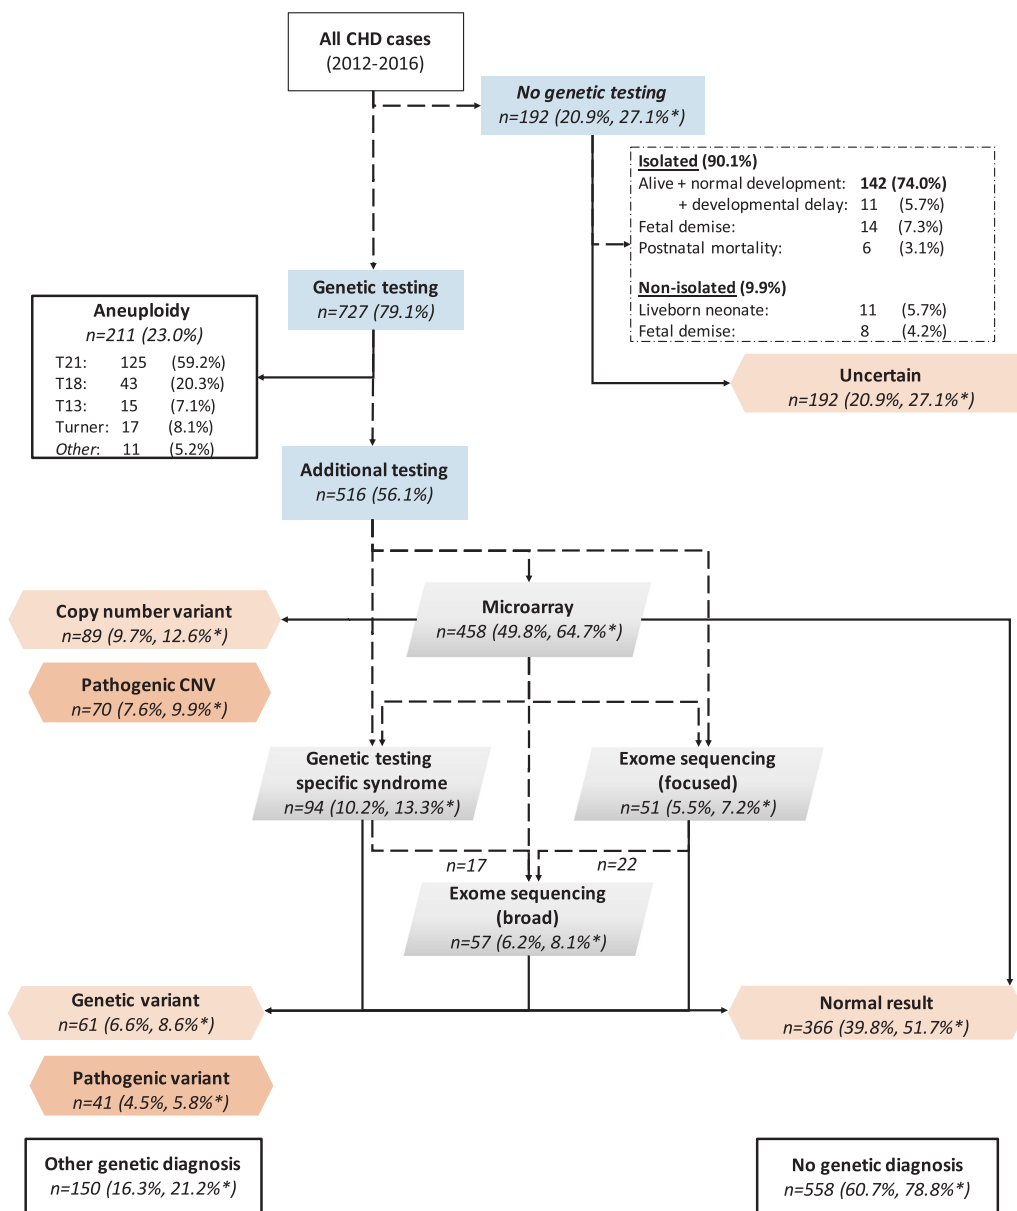 All CHD cases
(2012-2016)
No genetic testing
n=192 (20.9%, 27.1%*)
Isolated (90.1%)
Alive + normal development: 142 (74.0%)
+ developmental delay: 11 (5.7%)
Fetal demise: 14 (7.3%)
Postnatal mortality: 6 (3.1%)
Non-isolated (9.9%)
Liveborn neonate: 11 (5.7%)
Fetal demise: 8 (4.2%)
Genetic testing
n=727 (79.1%)
Aneuploidy
n=211 (23.0%)
T21: 125 (59.2%)
T18: 43 (20.3%)
T13: 15 (7.1%)
Turner: 17 (8.1%)
Other: 11 (5.2%)
Uncertain
n=192 (20.9%, 27.1%*)
Additional testing
n=516 (56.1%)
Microarray
n=458 (49.8%, 64.7%*)
Copy number variant
n=89 (9.7%, 12.6%*)
Pathogenic CNV
n=70 (7.6%, 9.9%*)
Genetic testing
specific syndrome
n=94 (10.2%, 13.3%*)
Exome sequencing
(focused)
n=51 (5.5%, 7.2%*)
n=17
n=22
Exome sequencing
(broad)
n=57 (6.2%, 8.1%*)
Genetic variant
n=61 (6.6%, 8.6%*)
Normal result
n=366 (39.8%, 51.7%*)
Pathogenic variant
n=41 (4.5%, 5.8%*)
Other genetic diagnosis
n=150 (16.3%, 21.2%*)
No genetic diagnosis
n=558 (60.7%, 78.8%*)